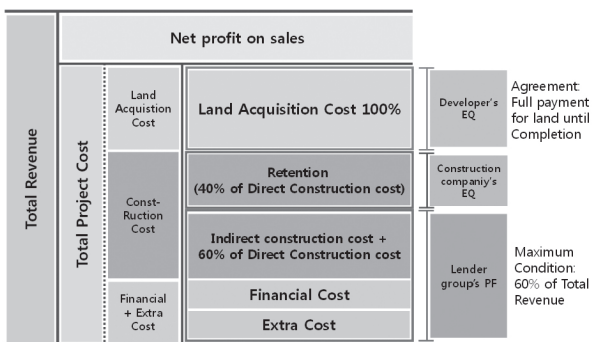 Total Revenue
Net profit on sales
Total Project Cost
Land
Acquistion
Cost
Land Acquisition Cost 100%
Developer's
EQ
Agreement:
Full payment
for land until
Completion
Const-
Ruction
Cost
Retention
(40% of Direct Construction cost)
Construction
company's
EQ
Indirect construction cost +
60% of Direct Construction cost
Lender
group's PF
Maximum
Condition:
60% of Total
Revenue
Financial
+ Extra
Cost
Financial Cost
Extra Cost